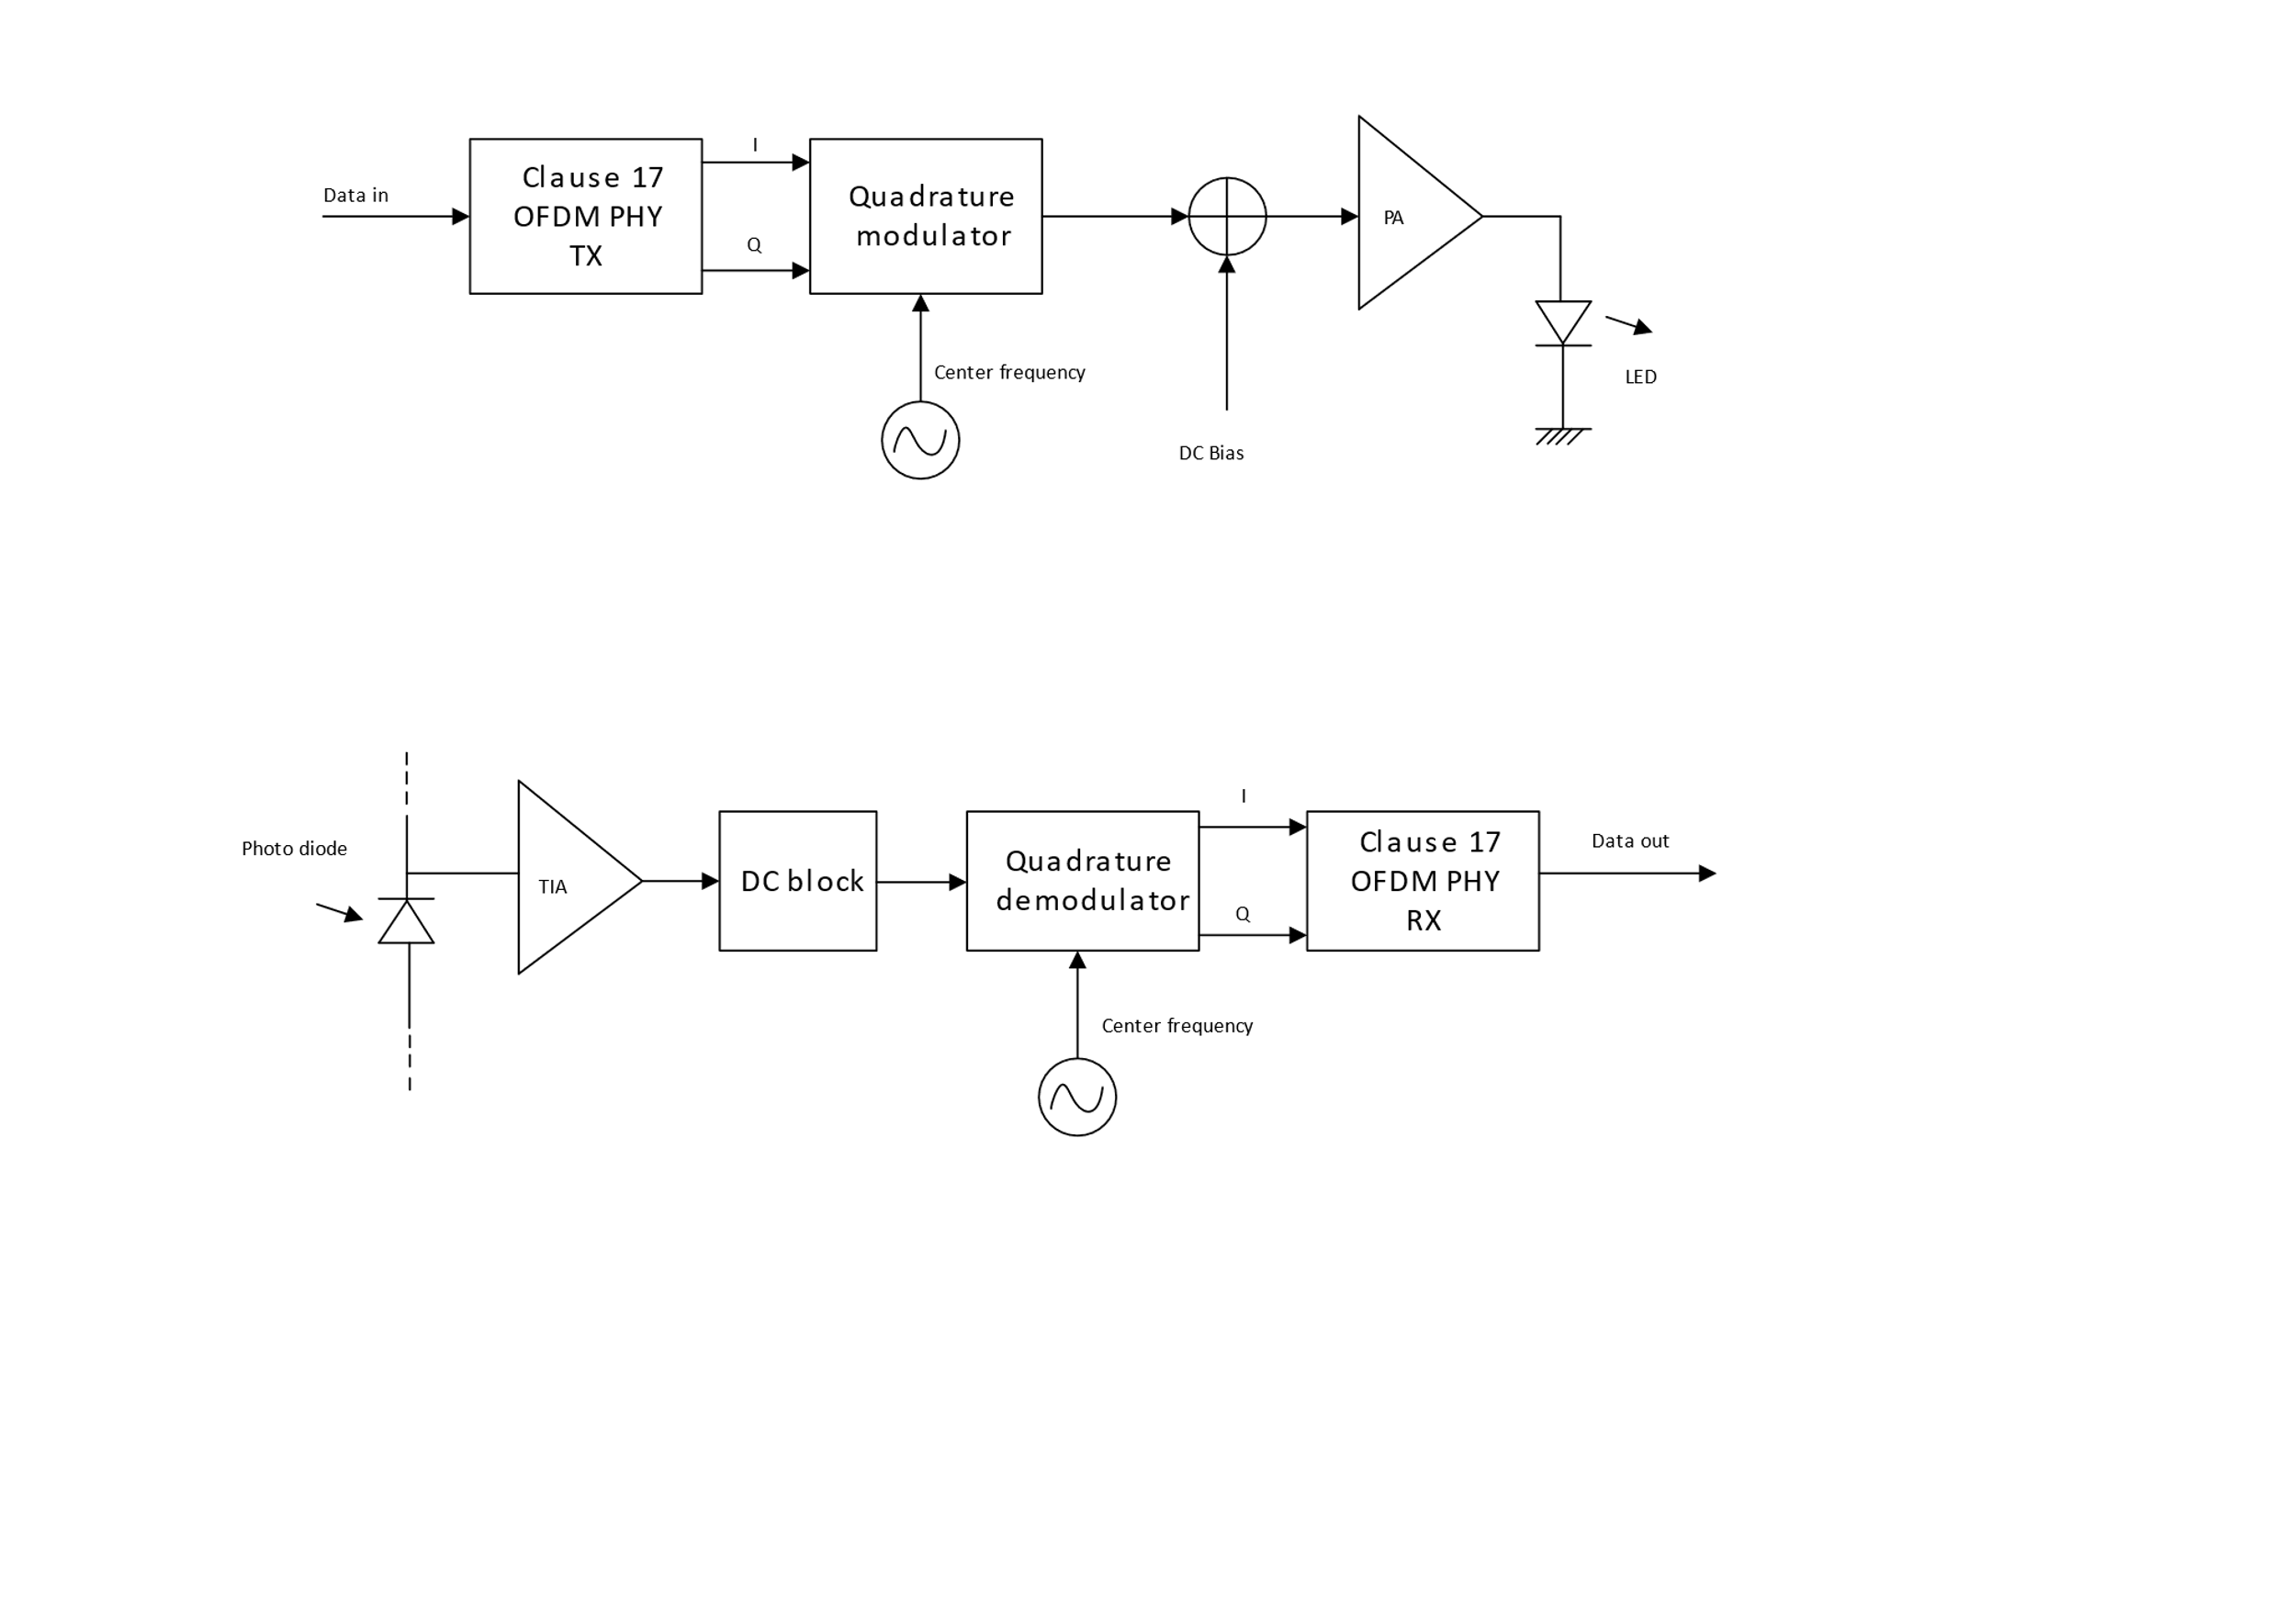 Data in
Clause 17
OFDM PHY
TX
I
Q
Quadrature
modulator
Center frequency
DC Bias
PA
LED
Photo diode
TIA
DC block
Quadrature
demodulator
Center frequency
I
Q
Clause 17
OFDM PHY
RX
Data out